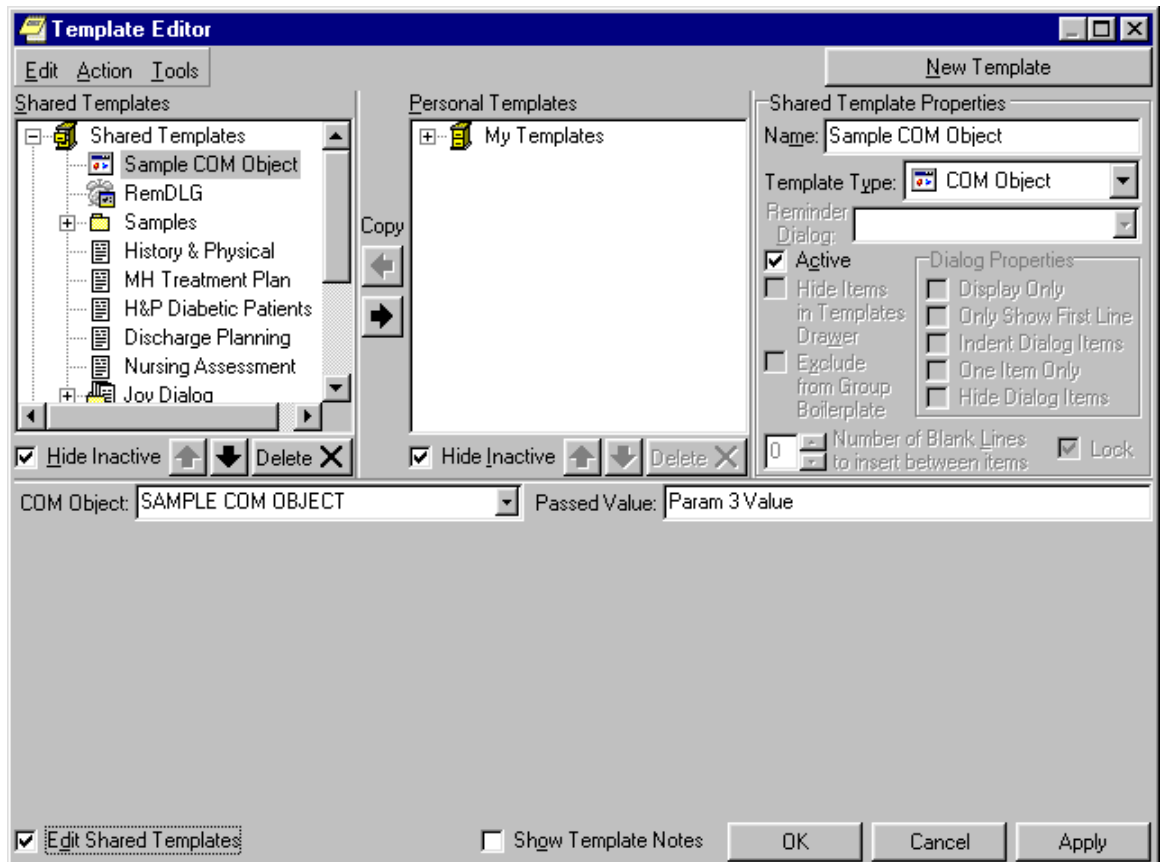 Template Editor
Edit Action Tools
New Template
Shared Templates
Shared Templates
Sample COM Object
RemDLG
Samples
History & Physical
MH Treatment Plan
H&P Diabetic Patients
Discharge Planning
Nursing Assessment
Joy Dialog
Hide Inactive
Delete
Copy
Personal Templates
My Templates
Hide Inactive
Delete
Shared Template Properties
Name: Sample COM Object
Template Type: COM Object
Reminder
Dialog:
Active
Hide Items
in Templates
Drawer
Exclude
from Group
Boilerplate
Dialog Properties
Display Only
Only Show First Line
Indent Dialog Items
One Item Only
Hide Dialog Items
0 Number of Blank Lines
to insert between items
Lock
COM Object: SAMPLE COM OBJECT Passed Value: Param 3 Value
Edit Shared Templates
Show Template Notes
OK
Cancel
Apply